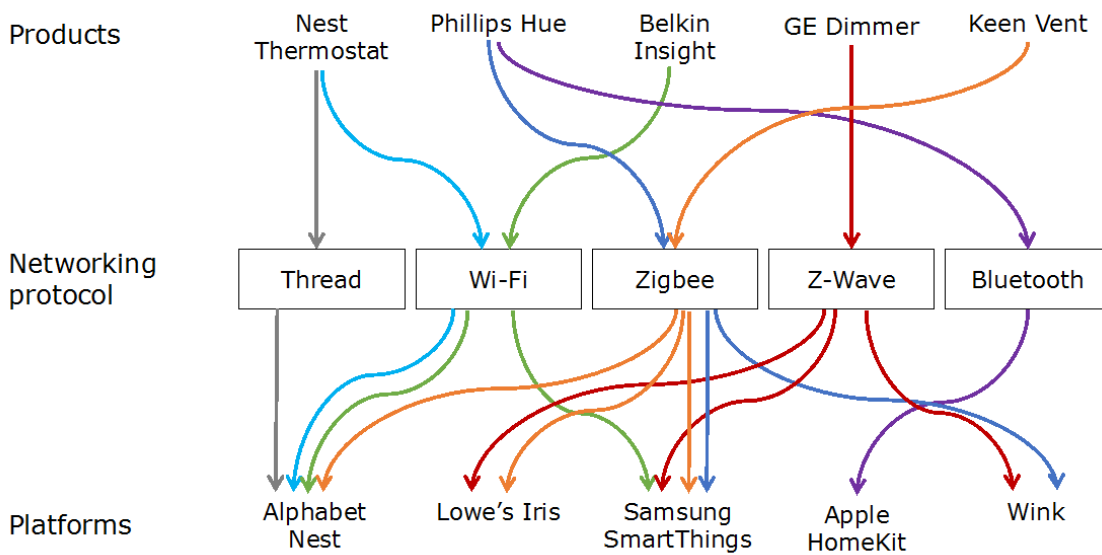 Products
Nest
Thermostat
Phillips Hue
Belkin
Insight
GE Dimmer
Keen Vent
Networking
protocol
Thread
Wi-Fi
Zigbee
Z-Wave
Bluetooth
Platforms
Alphabet
Nest
Lowe’s Iris
Samsung
SmartThings
Apple
HomeKit
Wink